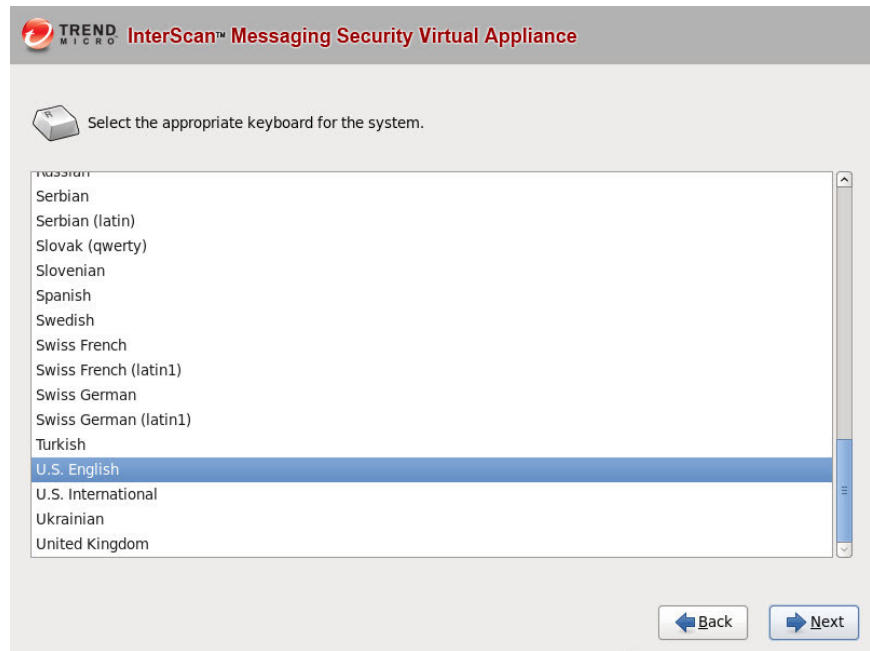 TREND MICRO InterScan™ Messaging Security Virtual Appliance
R
Select the appropriate keyboard for the system.
Russian
Serbian
Serbian (latin)
Slovak (qwerty)
Slovenian
Spanish
Swedish
Swiss French
Swiss French (latin1)
Swiss German
Swiss German (latin1)
Turkish
U.S. English
U.S. International
Ukrainian
United Kingdom
Back Next